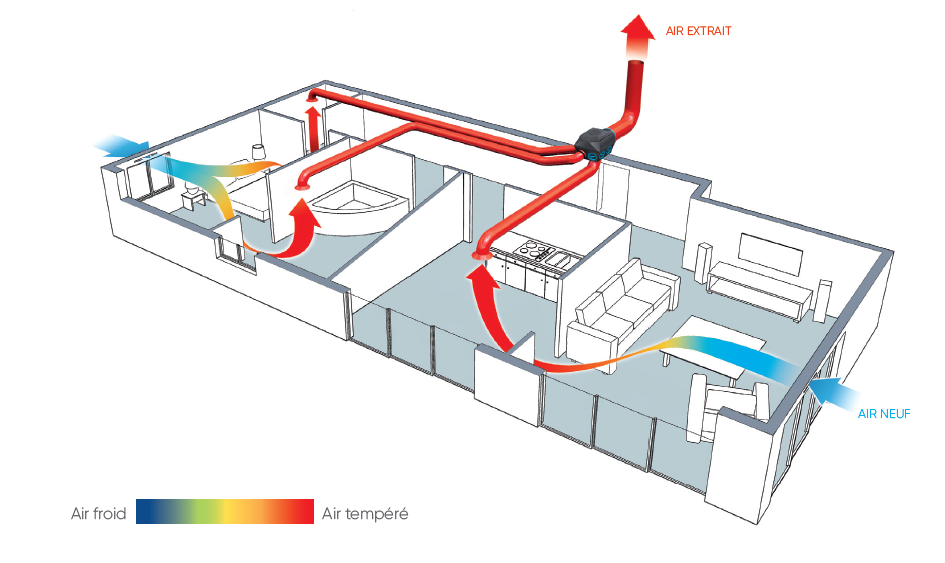 AIR EXTRAIT
AIR NEUF
Air froid
Air tempéré